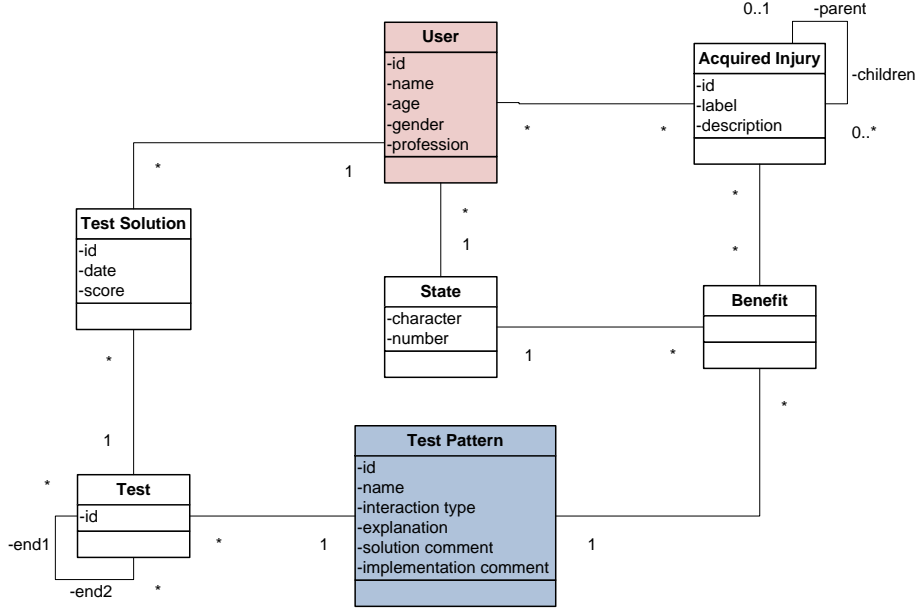 0..1
-parent
User
-id
-name
-age
-gender
-profession
Acquired Injury
-id
-label
-description
-children
0..*
*
*
*
1
Test Solution
-id
-date
-score
*
1
*
*
State
-character
-number
Benefit
1
*
*
1
*
Test Pattern
-id
-name
-interaction type
-explanation
-solution comment
-implementation comment
*
Test
-id
-end1
-end2
*
*
1
1